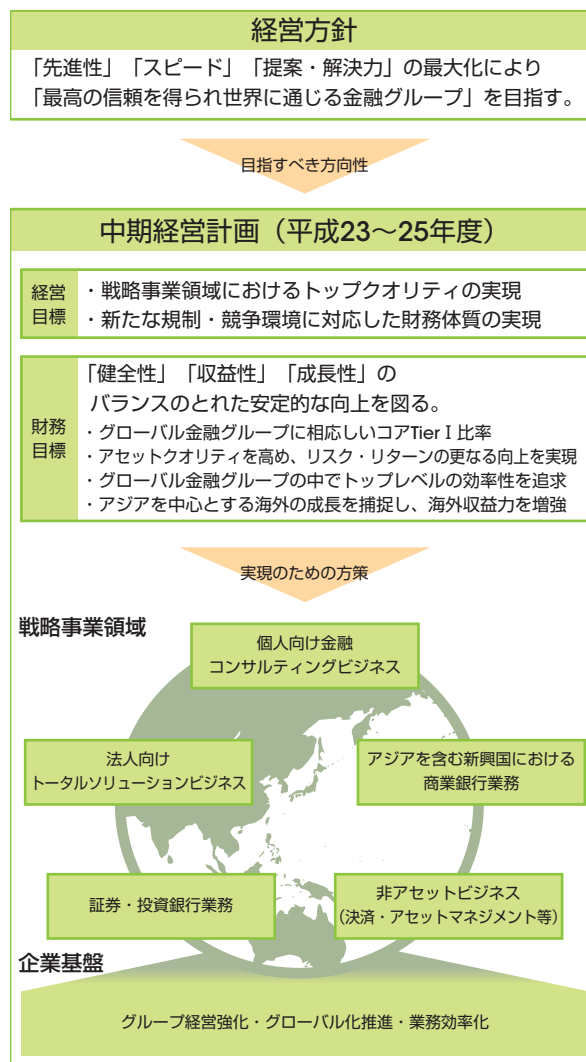 経営方針
「先進性」「スピード」「提案・解決力」の最大化により
「最高の信頼を得られ世界に通じる金融グループ」を目指す。
目指すべき方向性
中期経営計画（平成23〜25年度）
経営
目標
・戦略事業領域におけるトップクオリティの実現
・新たな規制・競争環境に対応した財務体質の実現
財務
目標
「健全性」「収益性」「成長性」の
バランスのとれた安定的な向上を図る。
・グローバル金融グループに相応しいコアTierⅠ比率
・アセットクオリティを高め、リスク・リターンの更なる向上を実現
・グローバル金融グループの中でトップレベルの効率性を追求
・アジアを中心とする海外の成長を捕捉し、海外収益力を増強
実現のための方策
戦略事業領域
個人向け金融
コンサルティングビジネス
法人向け
トータルソリューションビジネス
アジアを含む新興国における
商業銀行業務
証券・投資銀行業務
非アセットビジネス
（決済・アセットマネジメント等）
企業基盤
グループ経営強化・グローバル化推進・業務効率化